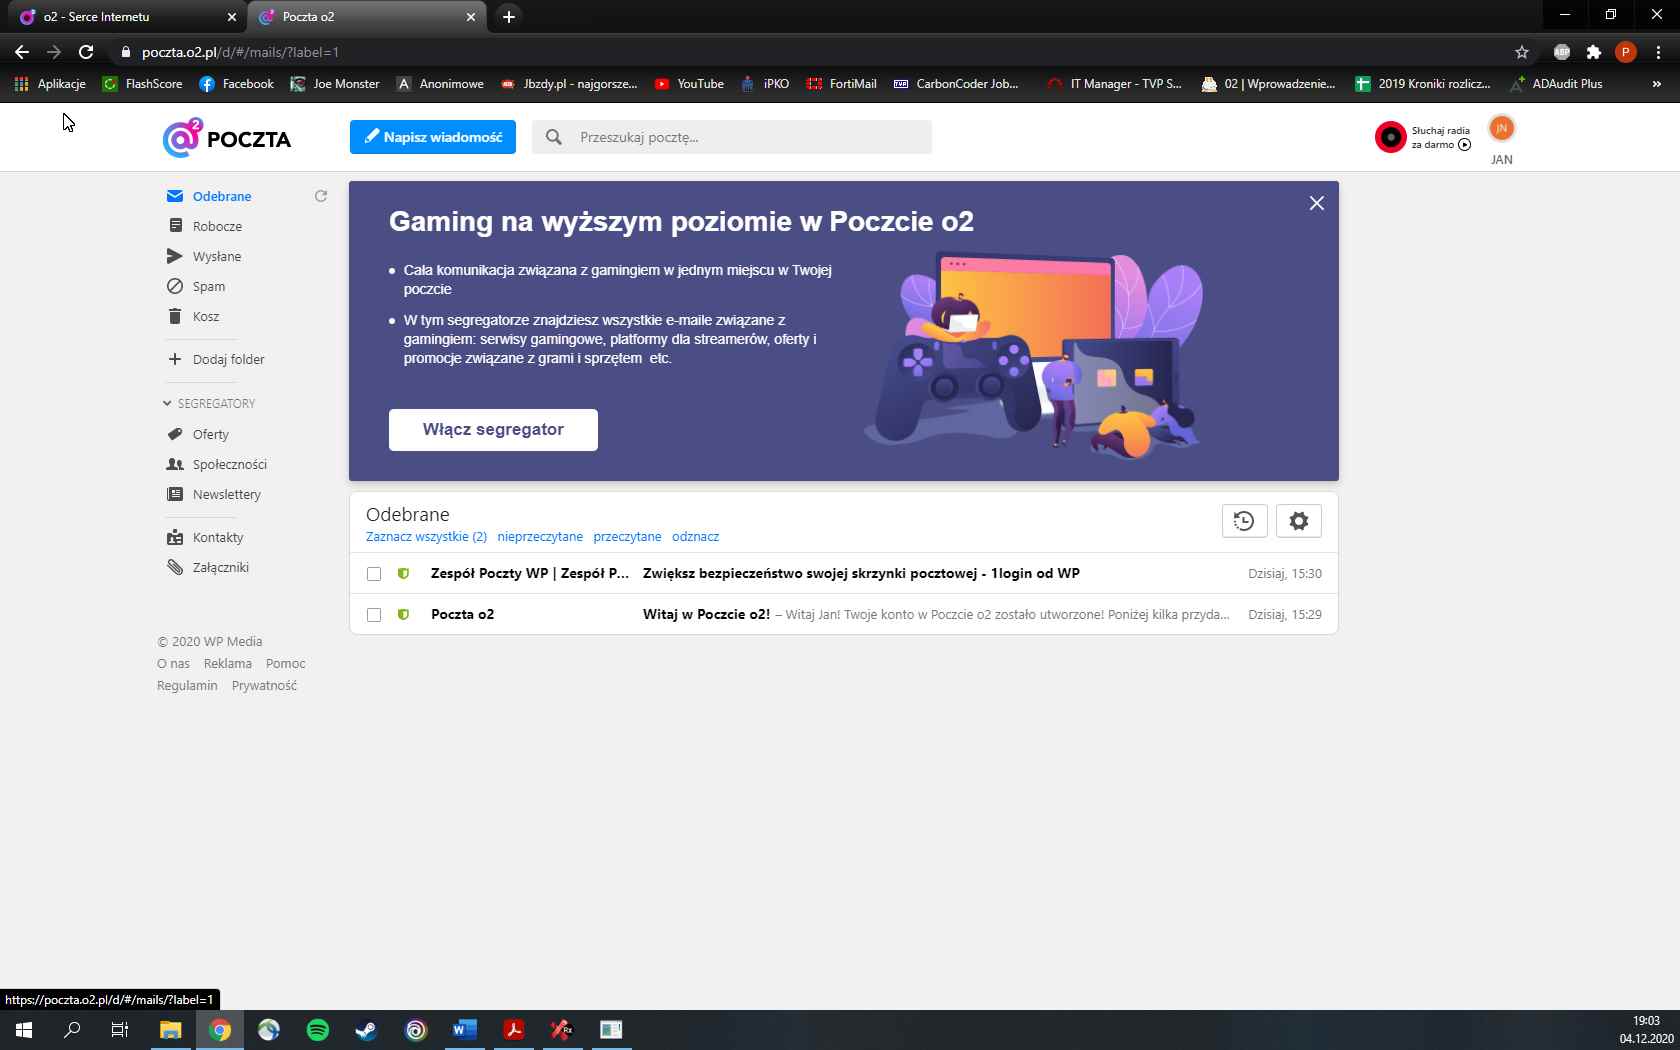 o2 - Serce Internetu
Poczta o2
poczta.o2.pl/d/#/mails/?label=1
ABP
P
Aplikacje
FlashScore
Facebook
Joe Monster
A Anonimowe
Jbzdy.pl - najgorsze...
YouTube
iPKO
FortiMail
CarbonCoder Job...
IT Manager - TVP S...
02 | Wprowadzenie...
2019 Kroniki rozlicz...
ADAudit Plus
»
@2 POCZTA
Napisz wiadomość
Przeszukaj pocztę...
Słuchaj radia
za darmo
JN
JAN
Odebrane
Robocze
Wysłane
Spam
Kosz
Dodaj folder
SEGREGATORY
Oferty
Społeczności
Newslettery
Kontakty
Załączniki
© 2020 WP Media
O nas Reklama Pomoc
Regulamin Prywatność
Gaming na wyższym poziomie w Poczcie o2
• Cała komunikacja związana z gamingiem w jednym miejscu w Twojej
poczcie
• W tym segregatorze znajdziesz wszystkie e-maile związane z
gamingiem: serwisy gamingowe, platformy dla streamerów, oferty i
promocje związane z grami i sprzętem etc.
Włącz segregator
Odebrane
Zaznacz wszystkie (2) nieprzeczytane przeczytane odznacz
Zespół Poczty WP | Zespół P... Zwiększ bezpieczeństwo swojej skrzynki pocztowej - 1login od WP Dzisiaj, 15:30
Poczta o2 Witaj w Poczcie o2! – Witaj Jan! Twoje konto w Poczcie o2 zostało utworzone! Poniżej kilka przyda... Dzisiaj, 15:29
https://poczta.o2.pl/d/#/mails/?label=1
19:03
04.12.2020